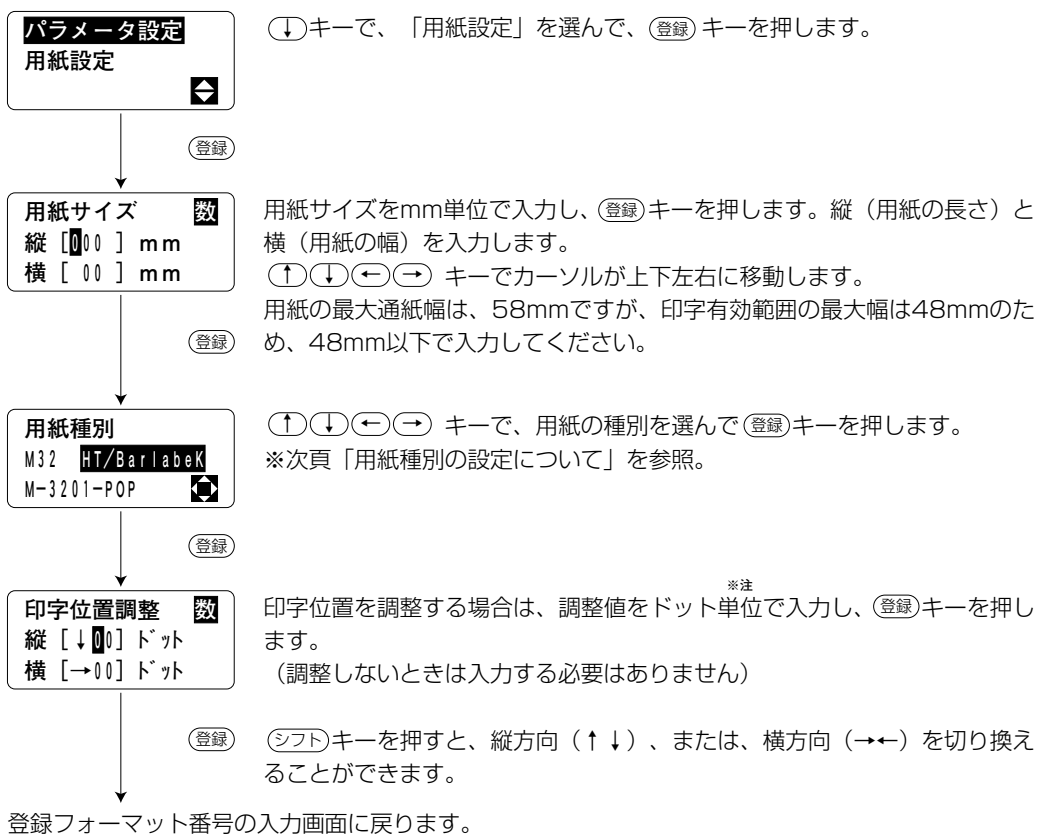 パラメータ設定
用紙設定
↓キーで、「用紙設定」を選んで、登録キーを押します。
登録
用紙サイズ 数
縦［000 ］mm
横［ 00 ］mm
用紙サイズをmm単位で入力し、登録キーを押します。縦（用紙の長さ）と
横（用紙の幅）を入力します。
↑↓←→ キーでカーソルが上下左右に移動します。
用紙の最大通紙幅は、58mmですが、印字有効範囲の最大幅は48mmのた
め、48mm以下で入力してください。
登録
用紙種別
M32 HT/BarlabeK
M-3201-POP
↑↓←→ キーで、用紙の種別を選んで登録キーを押します。
※次頁「用紙種別の設定について」を参照。
登録
印字位置調整 数
縦［↓00］ﾄﾞｯﾄ
横［→00］ﾄﾞｯﾄ
※注
印字位置を調整する場合は、調整値をドット単位で入力し、登録キーを押し
ます。
（調整しないときは入力する必要はありません）
登録
シフトキーを押すと、縦方向（↑↓）、または、横方向（→←）を切り換え
ることができます。
登録フォーマット番号の入力画面に戻ります。